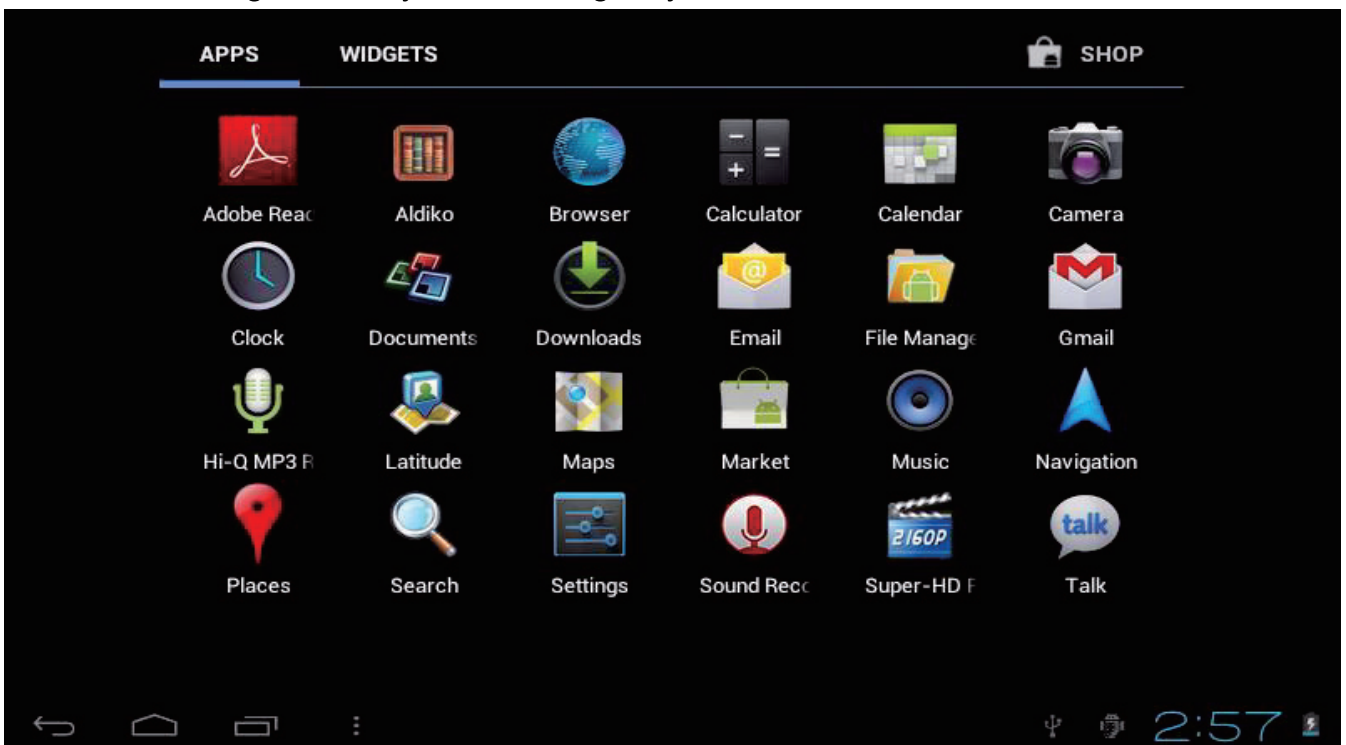 APPS WIDGETS SHOP
Adobe Reac Aldiko Browser Calculator Calendar Camera
Clock Documents Downloads Email File Manage Gmail
Hi-Q MP3 R Latitude Maps Market Music Navigation
2160P talk
Places Search Settings Sound Reco Super-HD P Talk
2:57